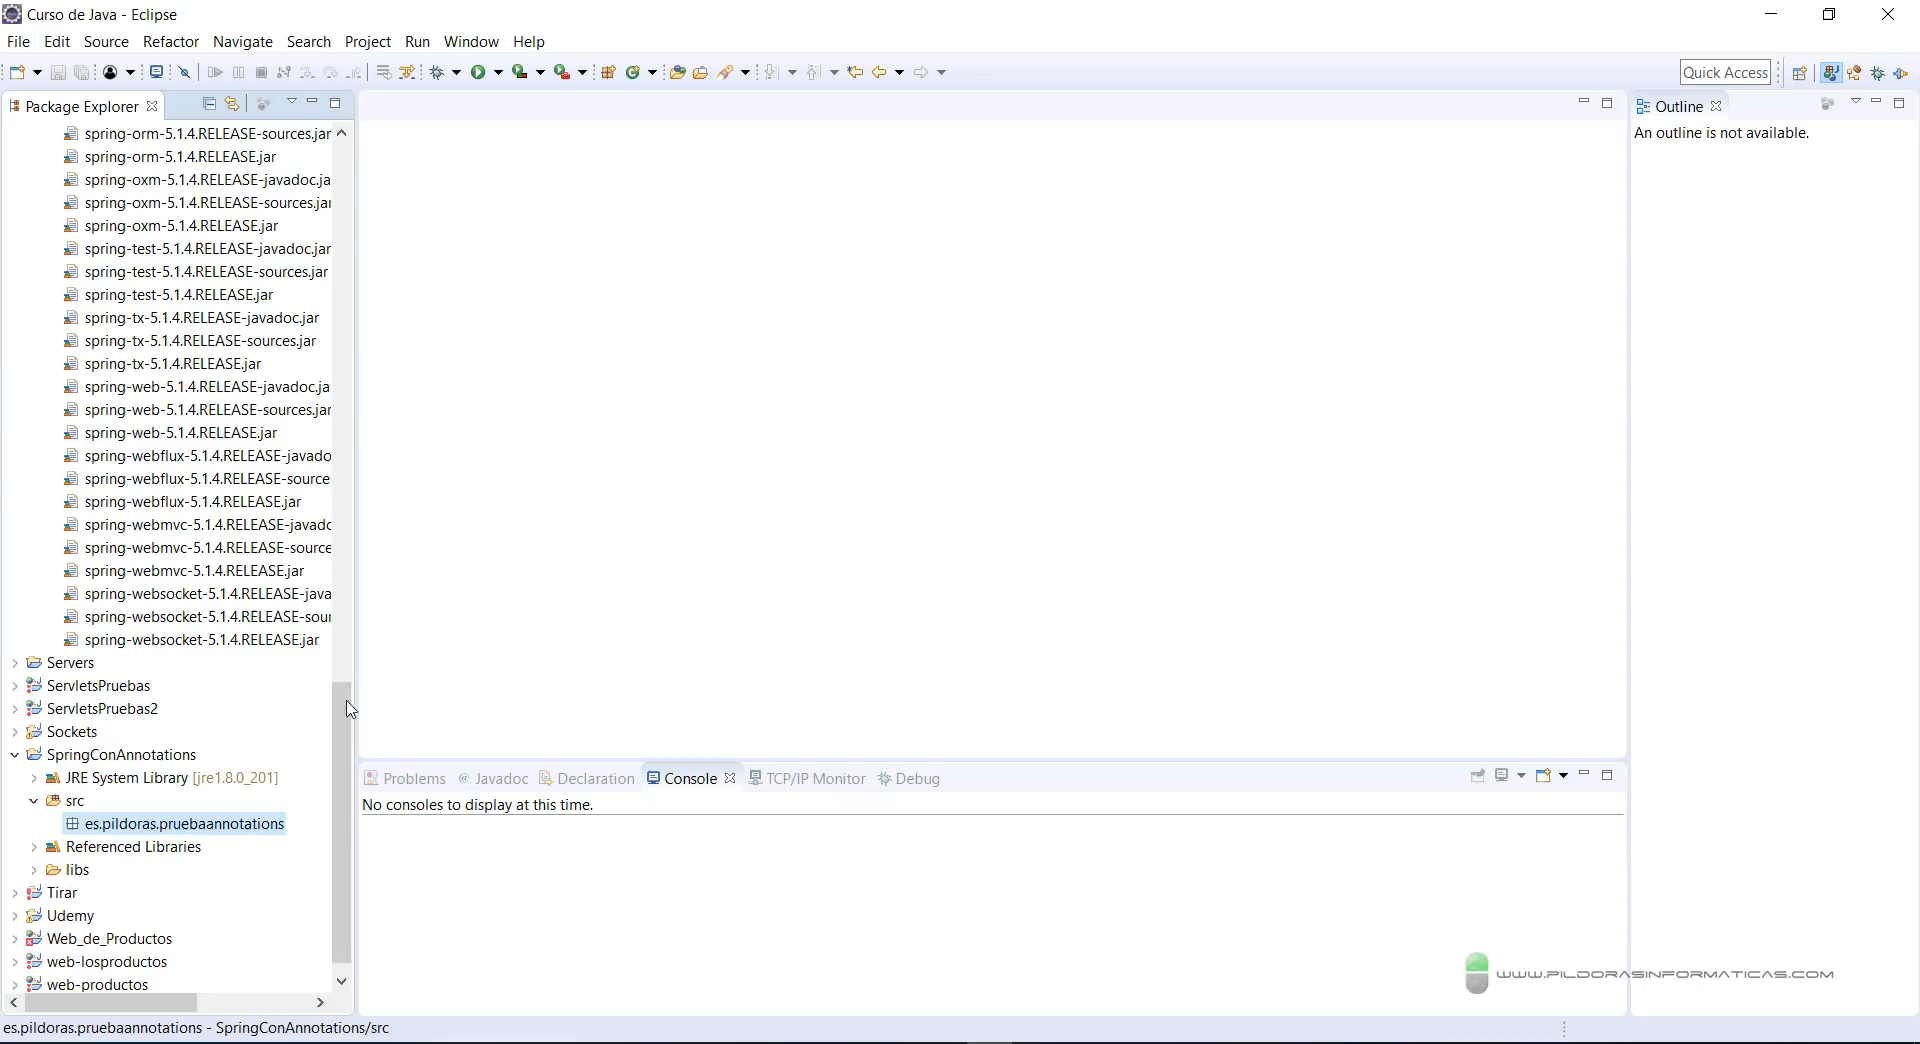 Curso de Java - Eclipse
File Edit Source Refactor Navigate Search Project Run Window Help
Quick Access
Package Explorer
spring-orm-5.1.4.RELEASE-sources.jar
spring-orm-5.1.4.RELEASE.jar
spring-oxm-5.1.4.RELEASE-javadoc.ja
spring-oxm-5.1.4.RELEASE-sources.jar
spring-oxm-5.1.4.RELEASE.jar
spring-test-5.1.4.RELEASE-javadoc.jar
spring-test-5.1.4.RELEASE-sources.jar
spring-test-5.1.4.RELEASE.jar
spring-tx-5.1.4.RELEASE-javadoc.jar
spring-tx-5.1.4.RELEASE-sources.jar
spring-tx-5.1.4.RELEASE.jar
spring-web-5.1.4.RELEASE-javadoc.ja
spring-web-5.1.4.RELEASE-sources.jar
spring-web-5.1.4.RELEASE.jar
spring-webflux-5.1.4.RELEASE-javado
spring-webflux-5.1.4.RELEASE-source
spring-webflux-5.1.4.RELEASE.jar
spring-webmvc-5.1.4.RELEASE-javadc
spring-webmvc-5.1.4.RELEASE-source
spring-webmvc-5.1.4.RELEASE.jar
spring-websocket-5.1.4.RELEASE-java
spring-websocket-5.1.4.RELEASE-sour
spring-websocket-5.1.4.RELEASE.jar
Servers
ServletsPruebas
ServletsPruebas2
Sockets
SpringConAnnotations
JRE System Library [jre1.8.0_201]
src
es.pildoras.pruebaannotations
Referenced Libraries
libs
Tirar
Udemy
Web_de_Productos
web-losproductos
web-productos
Outline
An outline is not available.
Problems @ Javadoc Declaration Console TCP/IP Monitor Debug
No consoles to display at this time.
WWW.PILDORASINFORMATICAS.COM
es.pildoras.pruebaannotations - SpringConAnnotations/src